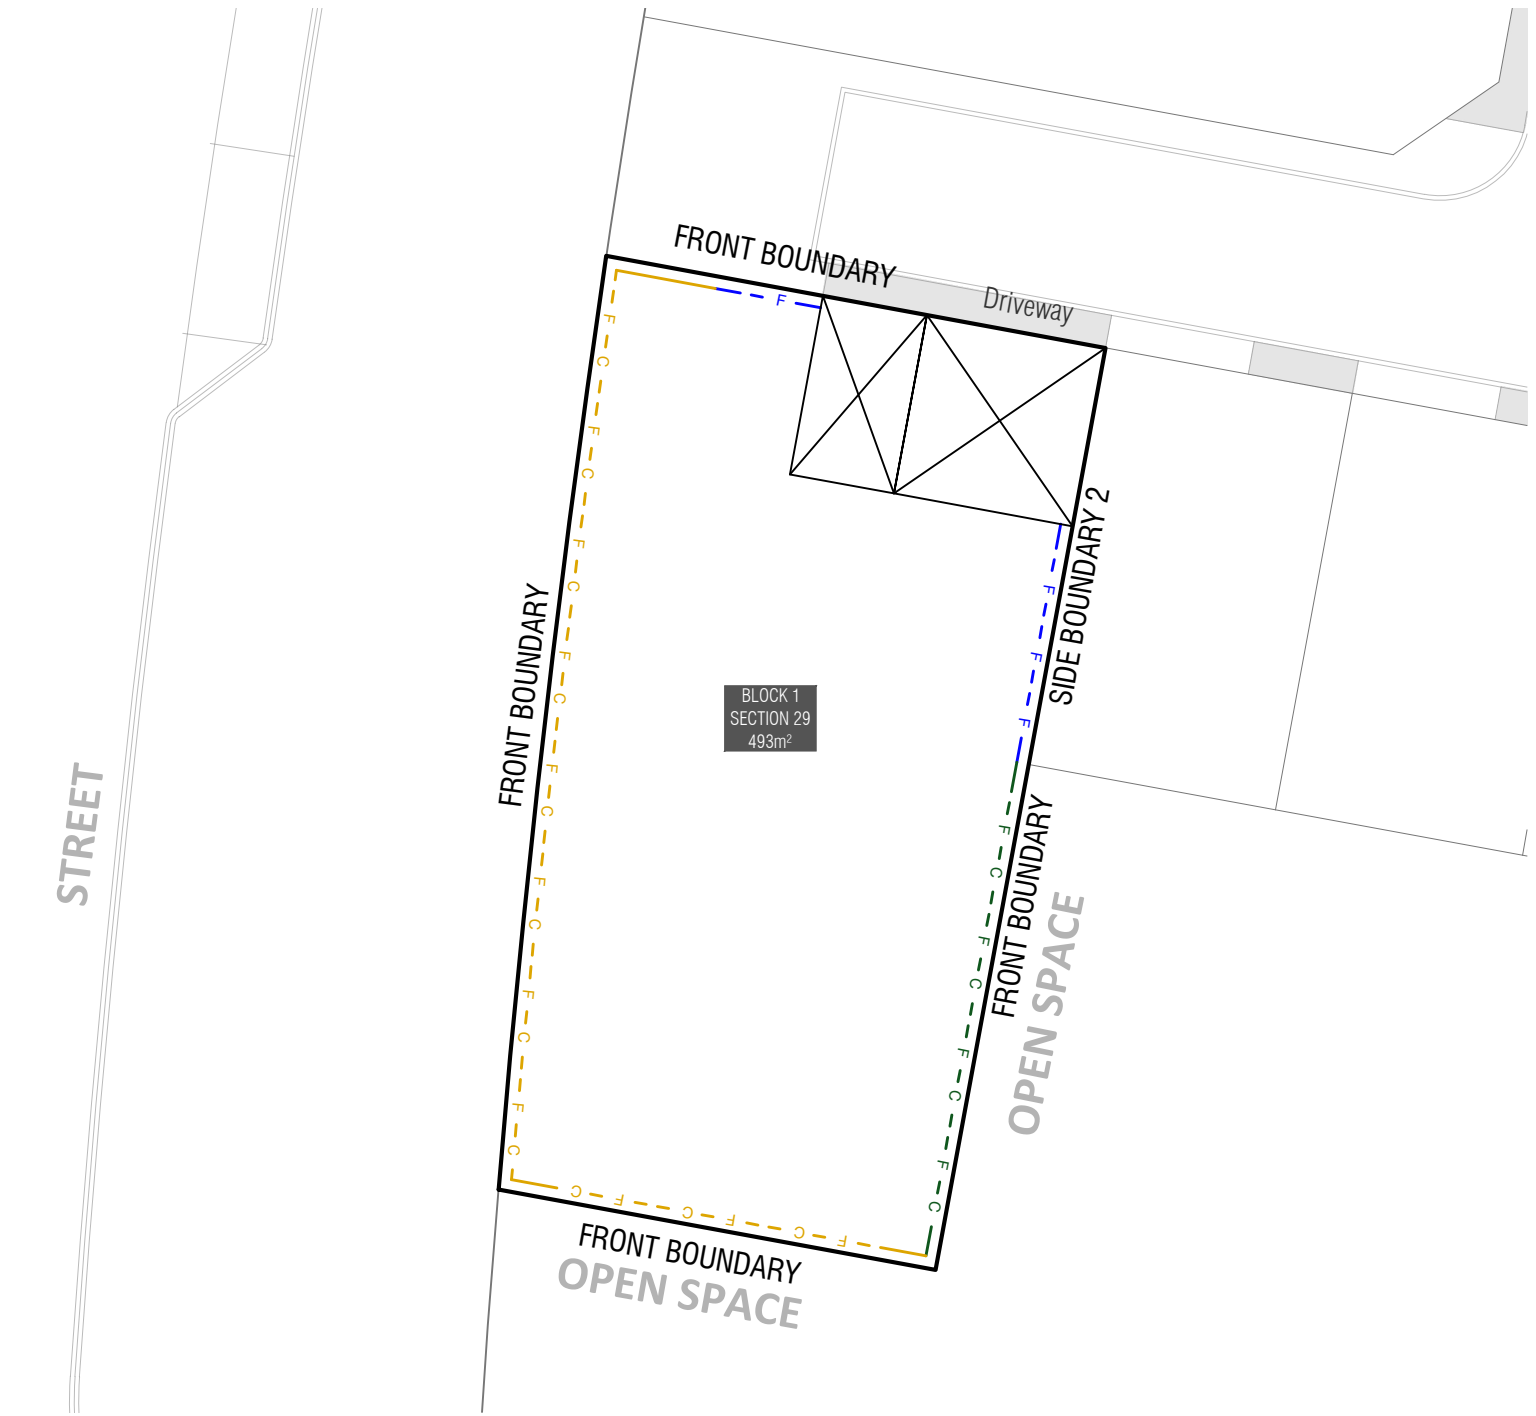 FRONT BOUNDARY
Driveway
F
F
C
F
C
F
C
F
C
F
C
F
C
F
C
F
C
SIDE BOUNDARY 2
F
F
F
FRONT BOUNDARY
BLOCK 1
SECTION 29
493m²
STREET
FRONT BOUNDARY
OPEN SPACE
F
C
F
C
F
C
F
C
C
F
C
F
C
F
FRONT BOUNDARY
OPEN SPACE